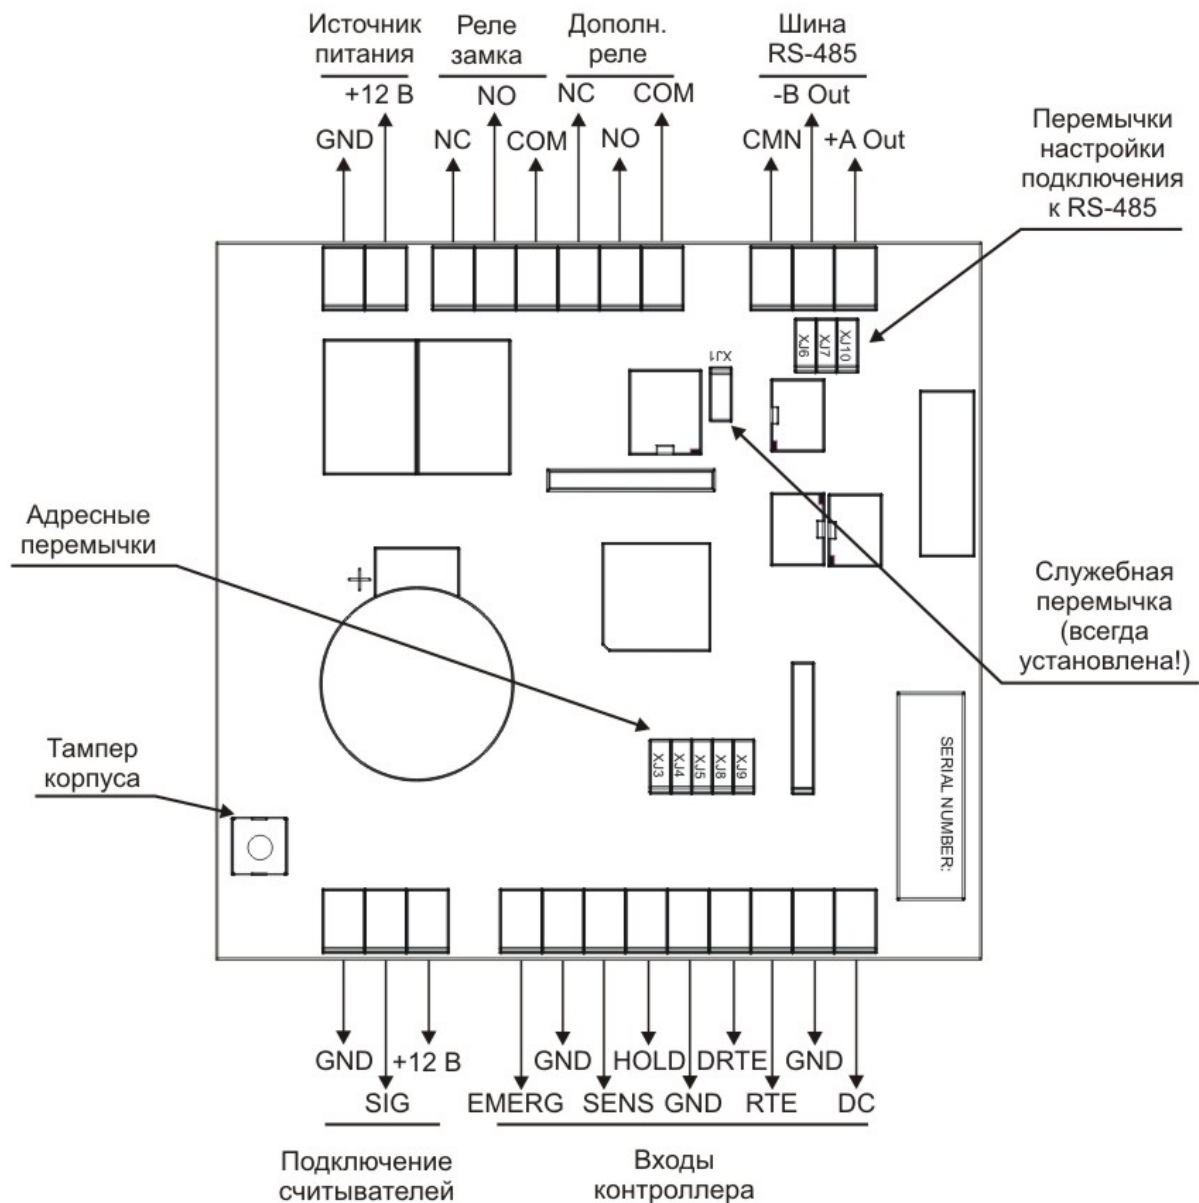 Источник
питания
Реле
замка
Дополн.
реле
Шина
RS-485
+12 В
NO
NC
COM
-B Out
GND
NC
COM
NO
CMN
+A Out
Перемычки
настройки
подключения
к RS-485
XJ6
XJ7
XJ10
XJ1
Адресные
перемычки
Служебная
перемычка
(всегда
установлена!)
Тампер
корпуса
XJ3
XJ4
XJ5
XJ8
XJ9
SERIAL NUMBER:
GND
+12 В
GND
HOLD
DRTE
GND
SIG
EMERG
SENS
GND
RTE
DC
Подключение
считывателей
Входы
контроллера